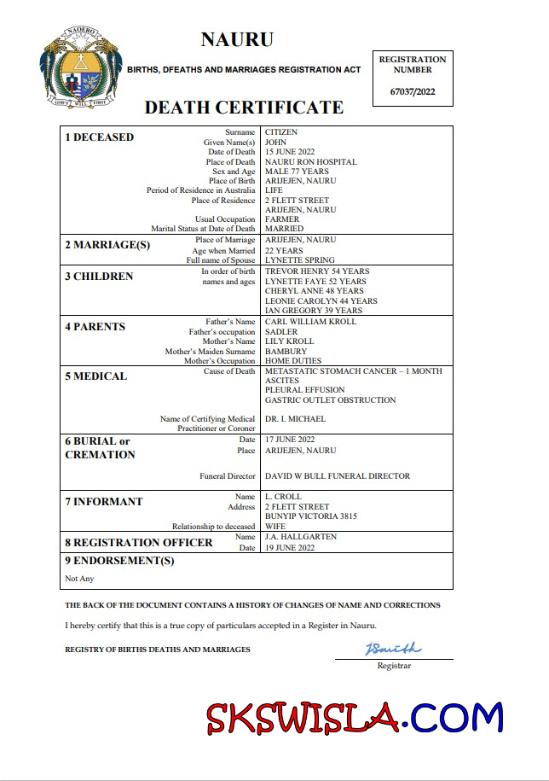 NAURU
BIRTHS, DFEATHS AND MARRIAGES REGISTRATION ACT
REGISTRATION
NUMBER
67037/2022
DEATH CERTIFICATE
1 DECEASED
Surname CITIZEN
Given Name(s) JOHN
Date of Death 15 JUNE 2022
Place of Death NAURU RON HOSPITAL
Sex and Age MALE 77 YEARS
Place of Birth ARIJEJEN, NAURU
Period of Residence in Australia LIFE
Place of Residence 2 FLETT STREET
ARIJEJEN, NAURU
Usual Occupation FARMER
Marital Status at Date of Death MARRIED
2 MARRIAGE(S)
Place of Marriage ARIJEJEN, NAURU
Age when Married 22 YEARS
Full name of Spouse LYNETTE SPRING
3 CHILDREN
In order of birth TREVOR HENRY 54 YEARS
names and ages LYNETTE FAYE 52 YEARS
CHERYL ANNE 48 YEARS
LEONIE CAROLYN 44 YEARS
IAN GREGORY 39 YEARS
4 PARENTS
Father's Name CARL WILLIAM KROLL
Father's occupation SADLER
Mother's Name LILY KROLL
Mother's Maiden Surname BAMBURY
Mother's Occupation HOME DUTIES
5 MEDICAL
Cause of Death METASTATIC STOMACH CANCER – 1 MONTH
ASCITES
PLEURAL EFFUSION
GASTRIC OUTLET OBSTRUCTION
Name of Certifying Medical DR. I. MICHAEL
Practitioner or Coroner
6 BURIAL or
CREMATION
Date 17 JUNE 2022
Place ARIJEJEN, NAURU
Funeral Director DAVID W BULL FUNERAL DIRECTOR
7 INFORMANT
Name L. CROLL
Address 2 FLETT STREET
BUNYIP VICTORIA 3815
Relationship to deceased WIFE
8 REGISTRATION OFFICER
Name J.A. HALLGARTEN
Date 19 JUNE 2022
9 ENDORSEMENT(S)
Not Any
THE BACK OF THE DOCUMENT CONTAINS A HISTORY OF CHANGES OF NAME AND CORRECTIONS
I hereby certify that this is a true copy of particulars accepted in a Register in Nauru.
REGISTRY OF BIRTHS DEATHS AND MARRIAGES
Registrar
SKSWISLA.COM